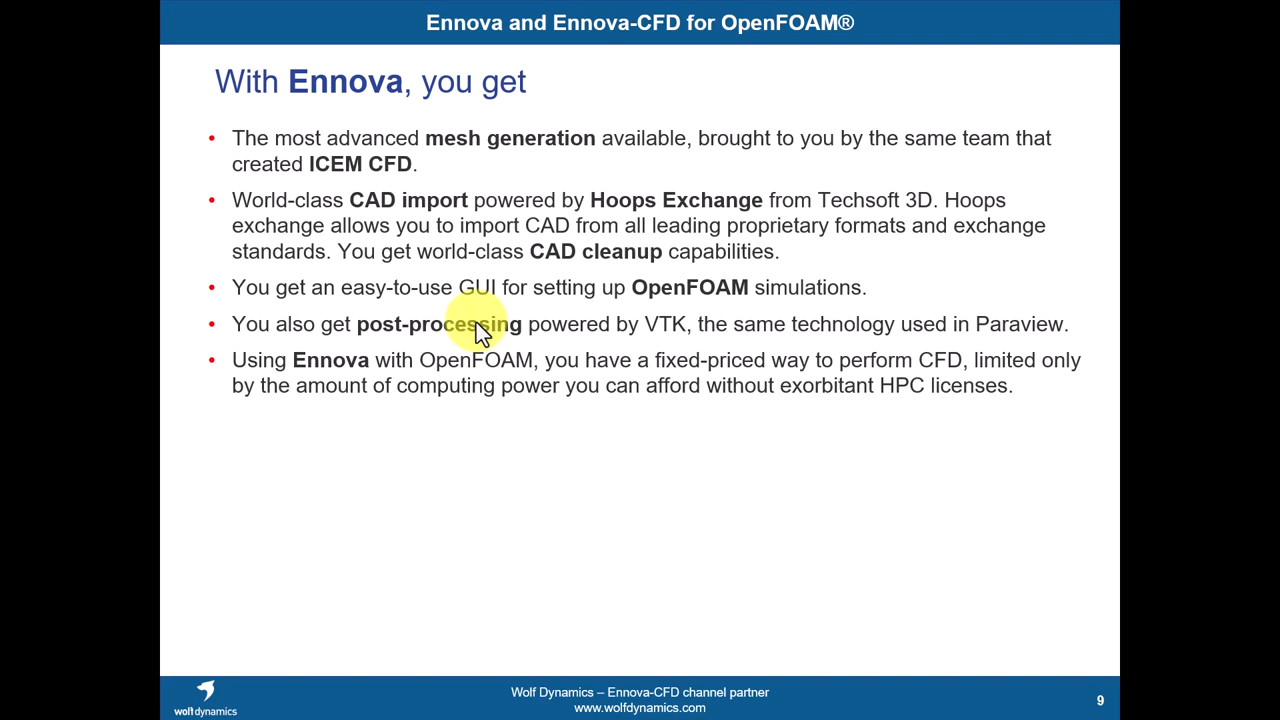 Ennova and Ennova-CFD for OpenFOAM®
With Ennova, you get
• The most advanced mesh generation available, brought to you by the same team that
created ICEM CFD.
• World-class CAD import powered by Hoops Exchange from Techsoft 3D. Hoops
exchange allows you to import CAD from all leading proprietary formats and exchange
standards. You get world-class CAD cleanup capabilities.
• You get an easy-to-use GUI for setting up OpenFOAM simulations.
• You also get post-processing powered by VTK, the same technology used in Paraview.
• Using Ennova with OpenFOAM, you have a fixed-priced way to perform CFD, limited only
by the amount of computing power you can afford without exorbitant HPC licenses.
wolf dynamics
Wolf Dynamics – Ennova-CFD channel partner
www.wolfdynamics.com
9